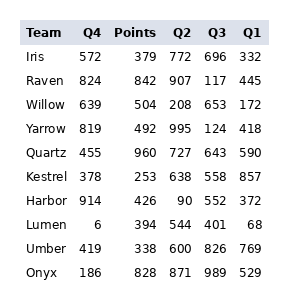 Team Q4 Points Q2 Q3 Q1
Iris 572 379 772 696 332
Raven 824 842 907 117 445
Willow 639 504 208 653 172
Yarrow 819 492 995 124 418
Quartz 455 960 727 643 590
Kestrel 378 253 638 558 857
Harbor 914 426 90 552 372
Lumen 6 394 544 401 68
Umber 419 338 600 826 769
Onyx 186 828 871 989 529